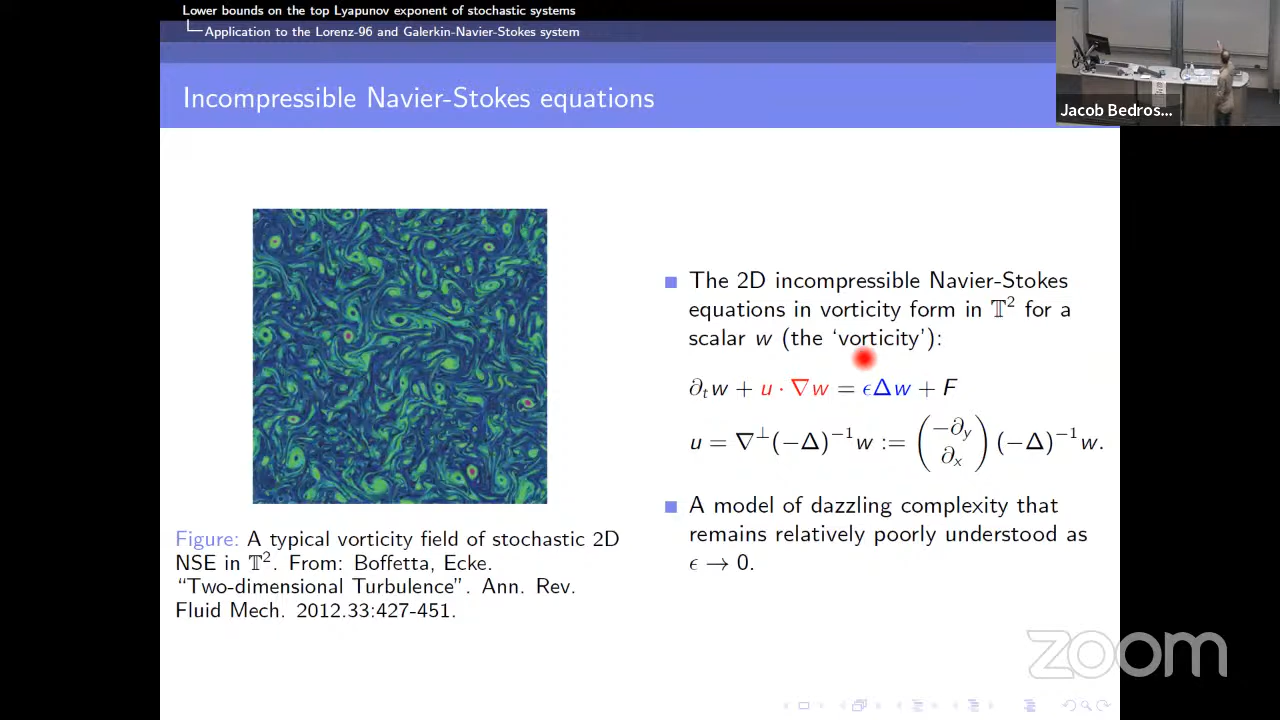 Lower bounds on the top Lyapunov exponent of stochastic systems
Application to the Lorenz-96 and Galerkin-Navier-Stokes system
Incompressible Navier-Stokes equations
Jacob Bedros...
The 2D incompressible Navier-Stokes
equations in vorticity form in 𝕋² for a
scalar w (the ‘vorticity’):
∂ₜw + u · ∇w = ϵΔw + F
u = ∇^⊥(−Δ)⁻¹w := (−∂_y ∂_x) (−Δ)⁻¹w.
A model of dazzling complexity that
remains relatively poorly understood as
ϵ → 0.
Figure: A typical vorticity field of stochastic 2D
NSE in 𝕋². From: Boffetta, Ecke.
“Two-dimensional Turbulence”. Ann. Rev.
Fluid Mech. 2012.33:427-451.
zoom